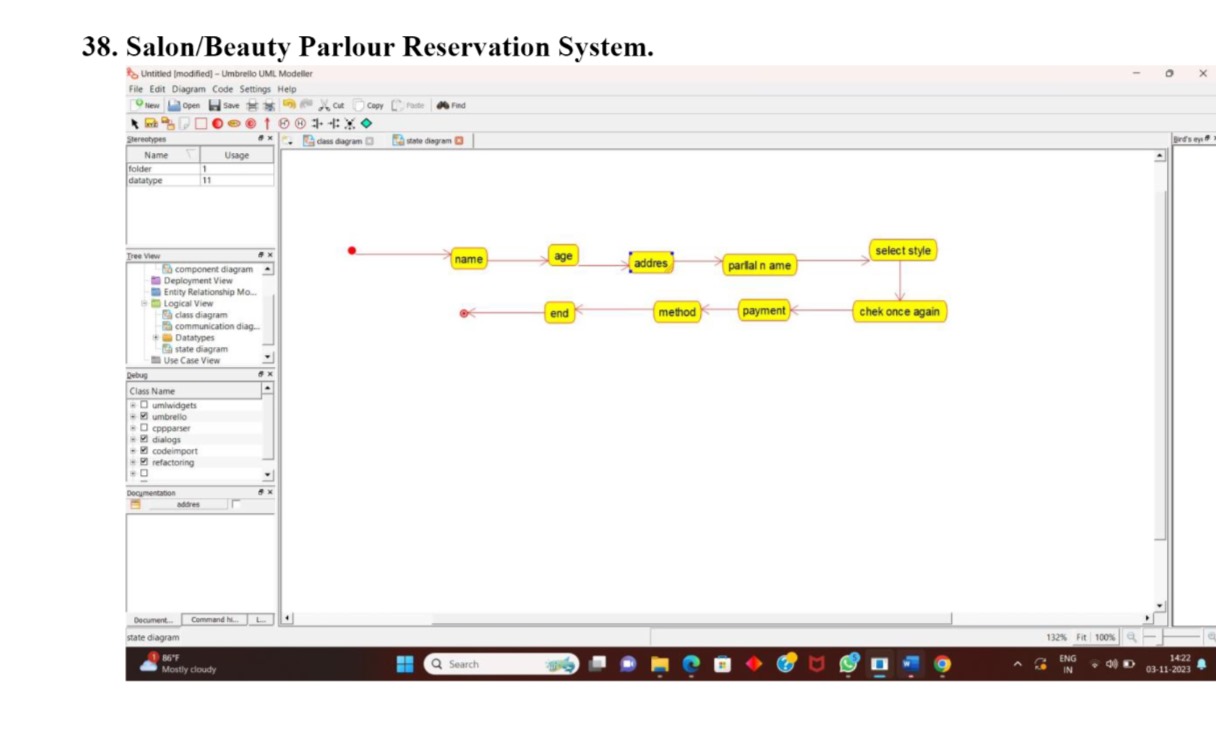 38. Salon/Beauty Parlour Reservation System.
Untitled [modified] – Umbrello UML Modeller
File Edit Diagram Code Settings Help
New Open Save Cut Copy Paste Find
Stereotypes
class diagram state diagram
Bird's eye
Name Usage
folder 1
datatype 11
Tree View
component diagram
Deployment View
Entity Relationship Mo...
Logical View
class diagram
communication diag...
Datatypes
state diagram
Use Case View
name
age
addres
parlal n ame
select style
end
method
payment
chek once again
Debug
Class Name
umlwidgets
umbrello
cppparser
dialogs
codeimport
refactoring
Documentation
addres
Document... Command hi... L...
state diagram
132% Fit 100%
1
86°F
Mostly cloudy
Search
ENG
IN
14:22
03-11-2023